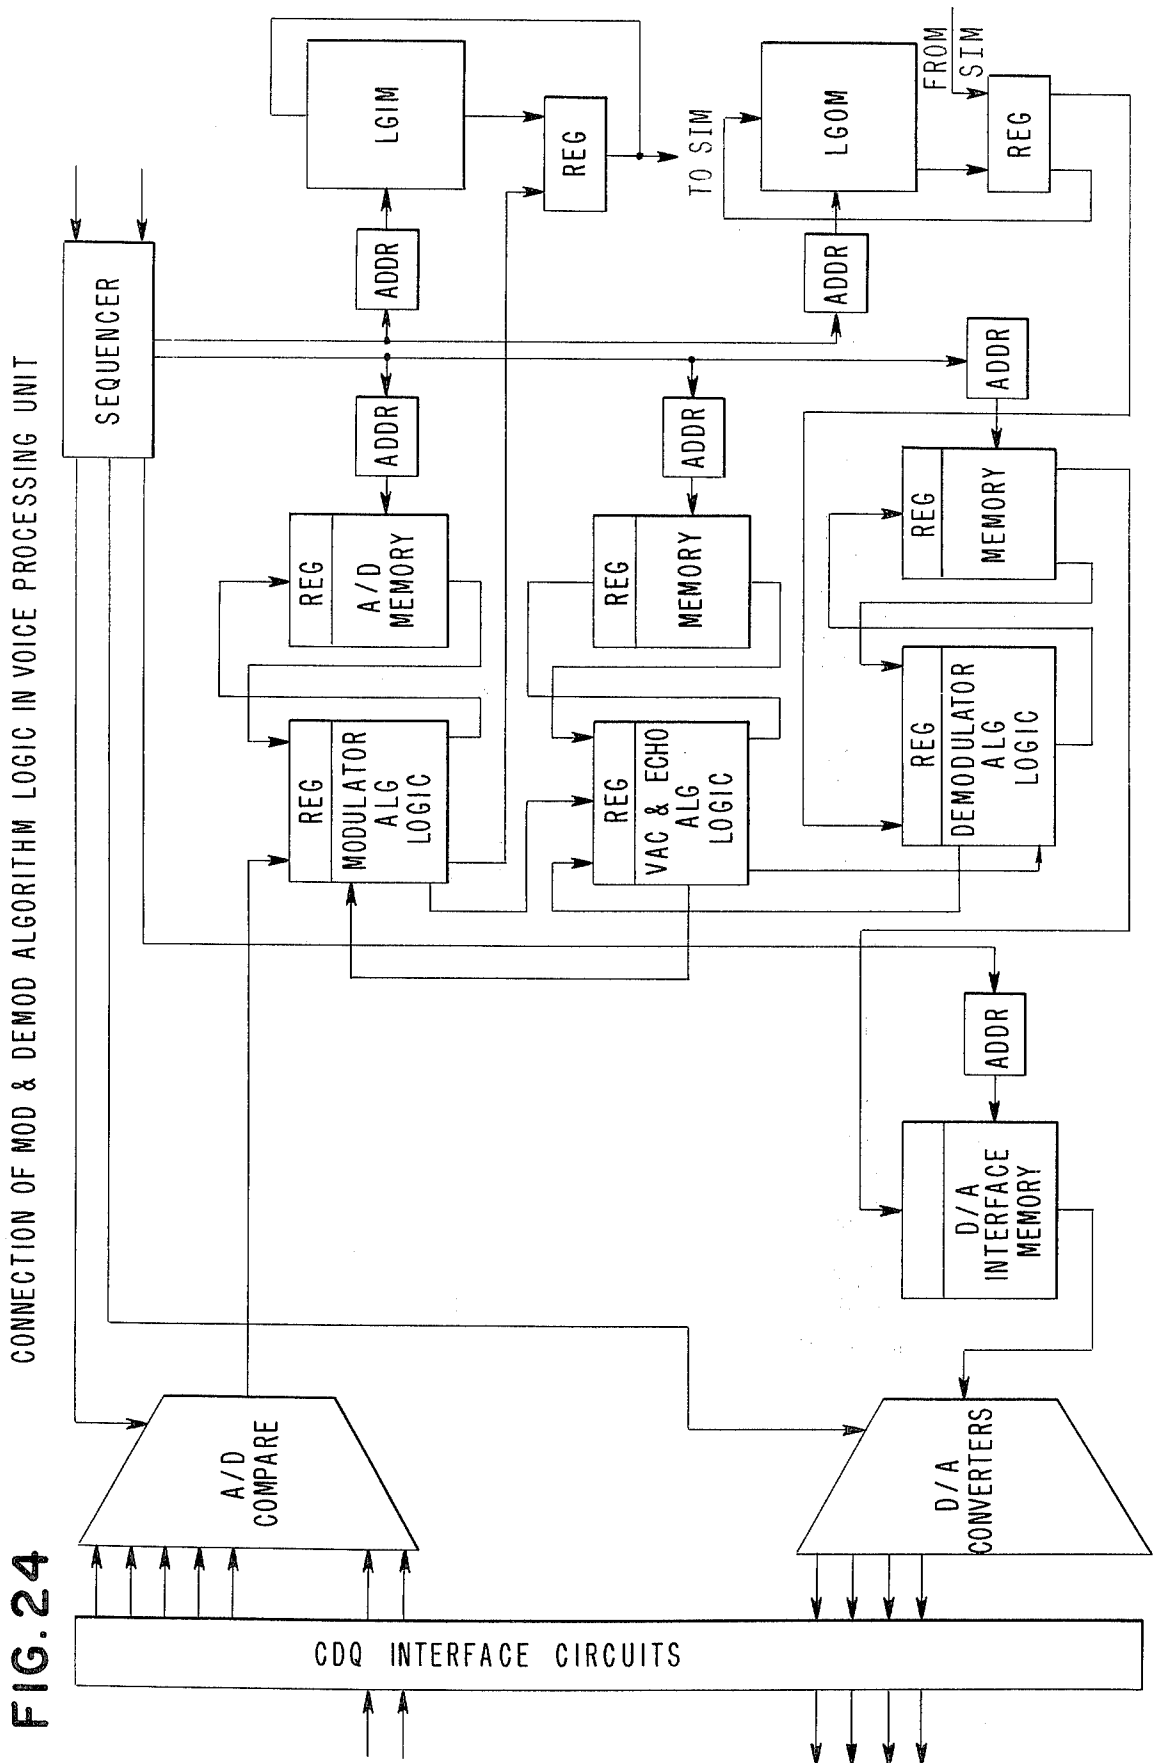 FIG. 24
CONNECTION OF MOD & DEMOD ALGORITHM LOGIC IN VOICE PROCESSING UNIT
SEQUENCER
CDQ INTERFACE CIRCUITS
A/D
COMPARE
REG
MODULATOR
ALG
LOGIC
REG
A/D
MEMORY
ADDR
ADDR
LGIM
REG
TO SIM
REG
VAC & ECHO
ALG
LOGIC
REG
MEMORY
ADDR
ADDR
LGOM
FROM
SIM
REG
D/A
CONVERTERS
D/A
INTERFACE
MEMORY
ADDR
REG
DEMODULATOR
ALG
LOGIC
REG
MEMORY
ADDR